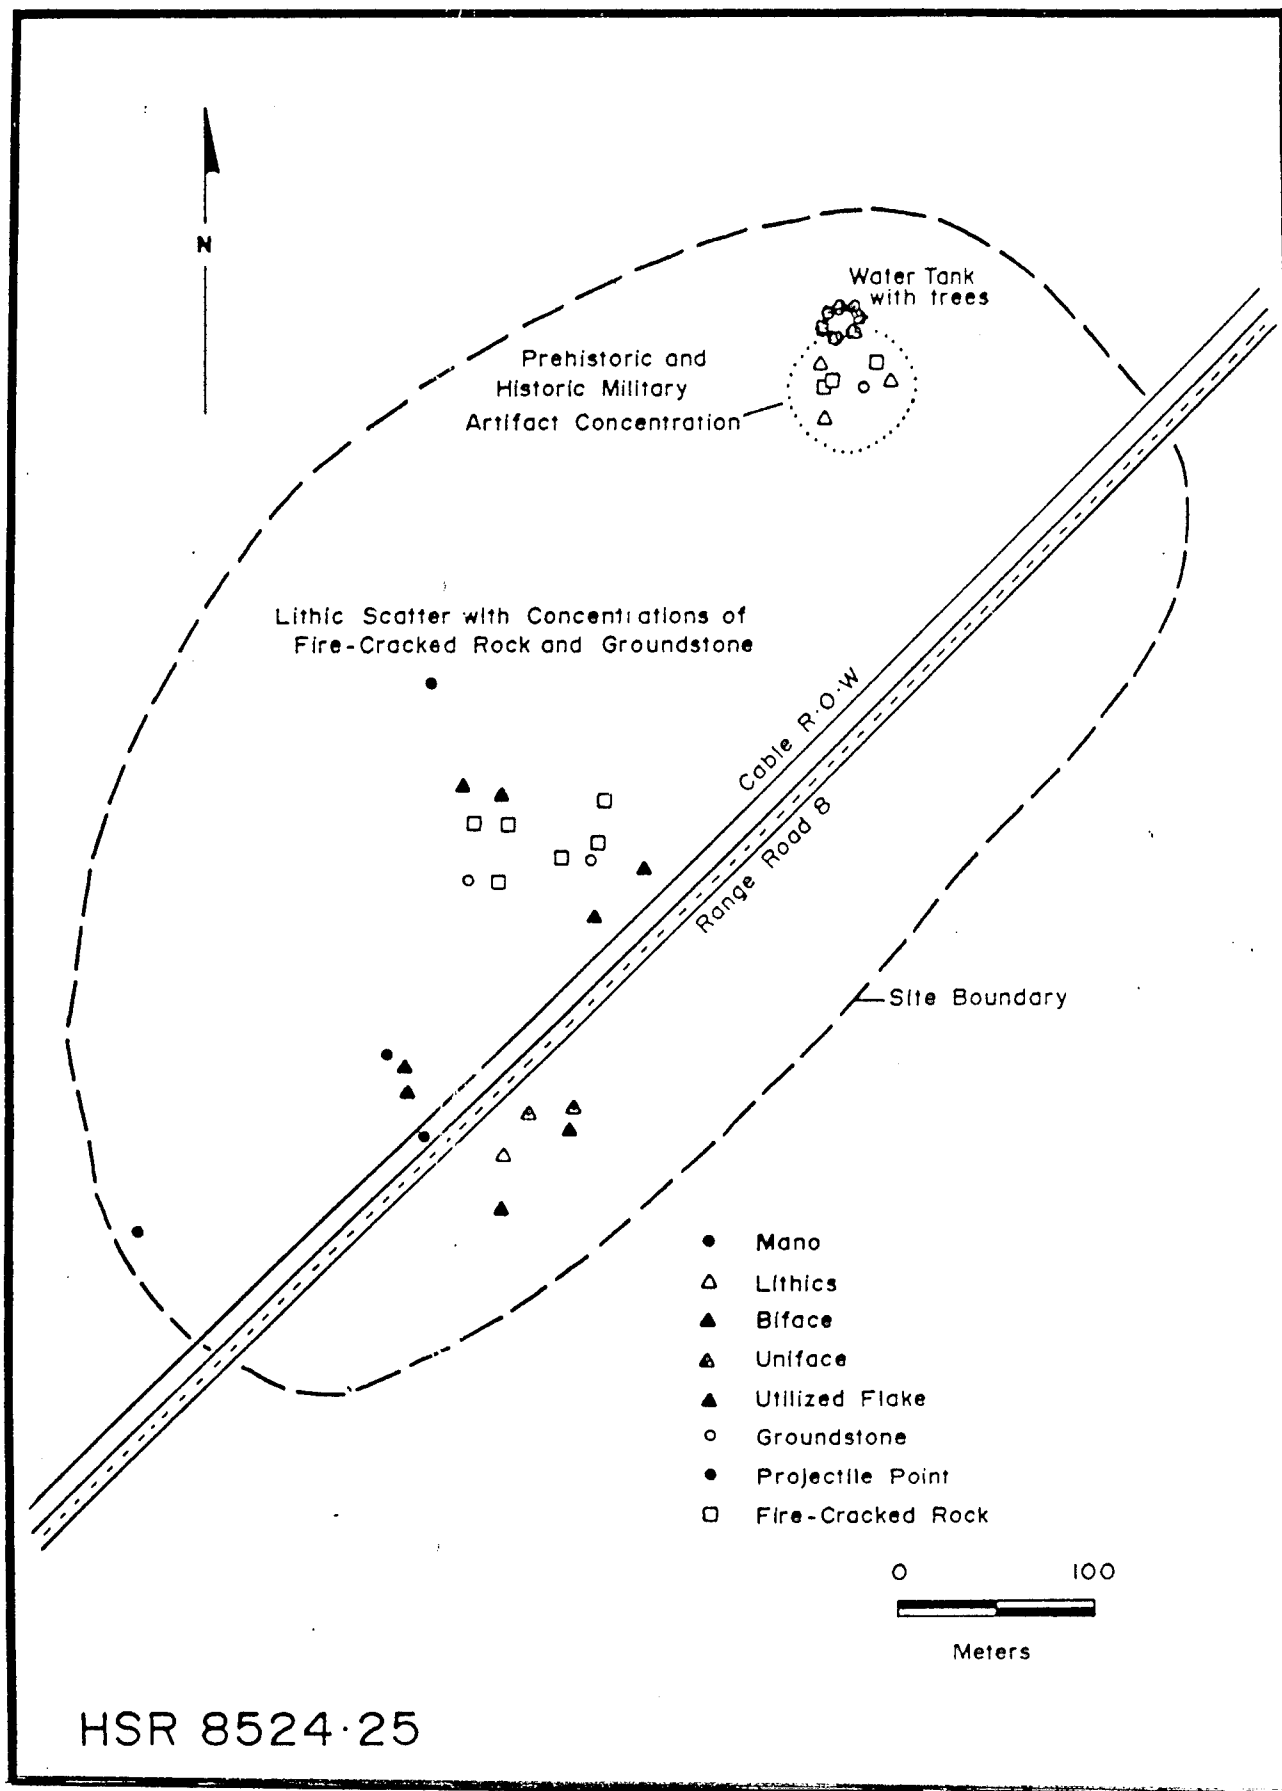 N
Water Tank
with trees
Prehistoric and
Historic Military
Artifact Concentration
Lithic Scatter with Concentrations of
Fire-Cracked Rock and Groundstone
Cable R.O.W
Range Road 8
Site Boundary
Mano
Lithics
Biface
Uniface
Utilized Flake
Groundstone
Projectile Point
Fire-Cracked Rock
0 100
Meters
HSR 8524·25